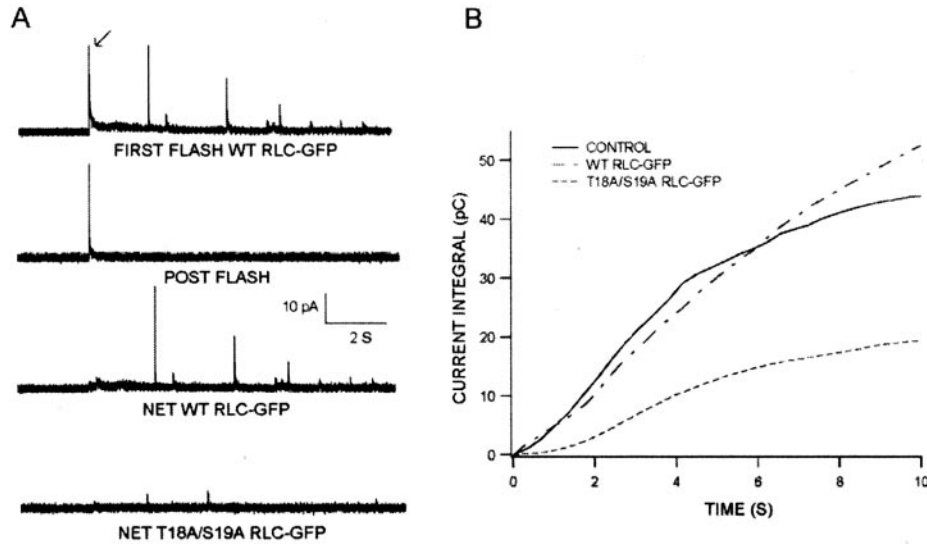 A
FIRST FLASH WT RLC-GFP
POST FLASH
10 pA
2 S
NET WT RLC-GFP
NET T18A/S19A RLC-GFP
B
CONTROL
WT RLC-GFP
T18A/S19A RLC-GFP
CURRENT INTEGRAL (pC)
50
40
30
20
10
0
0 2 4 6 8 10
TIME (S)